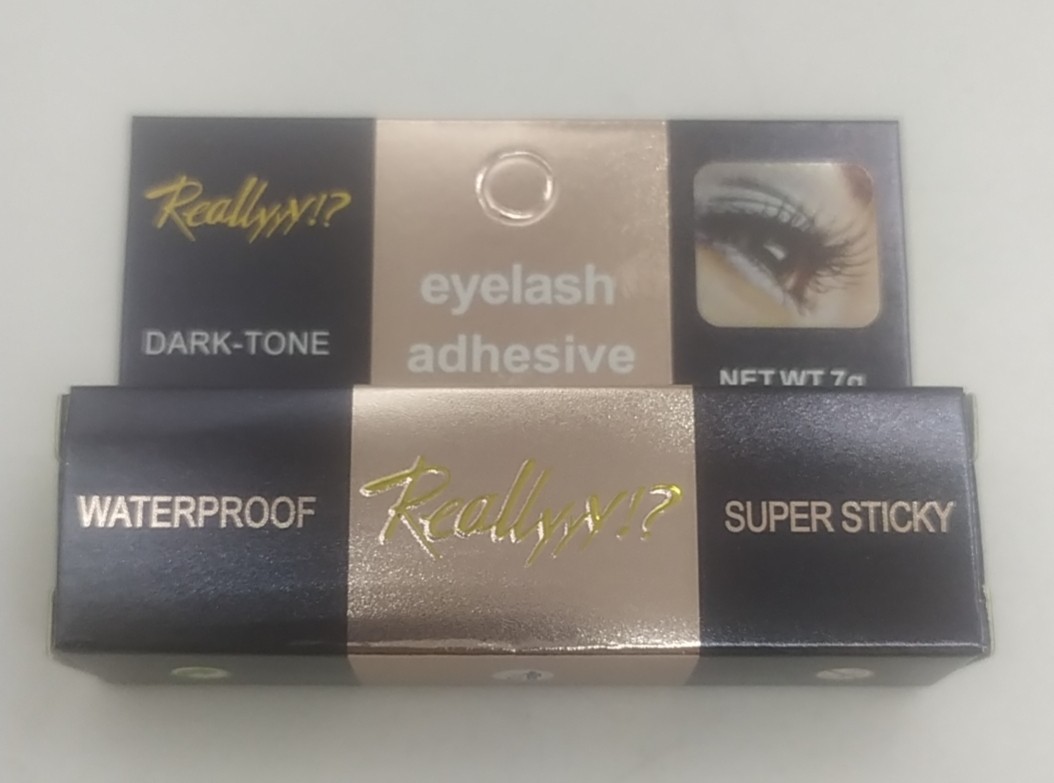 Reallyyy!?
DARK-TONE
eyelash
adhesive
NET WT 7g
WATERPROOF
Reallyyy!?
SUPER STICKY